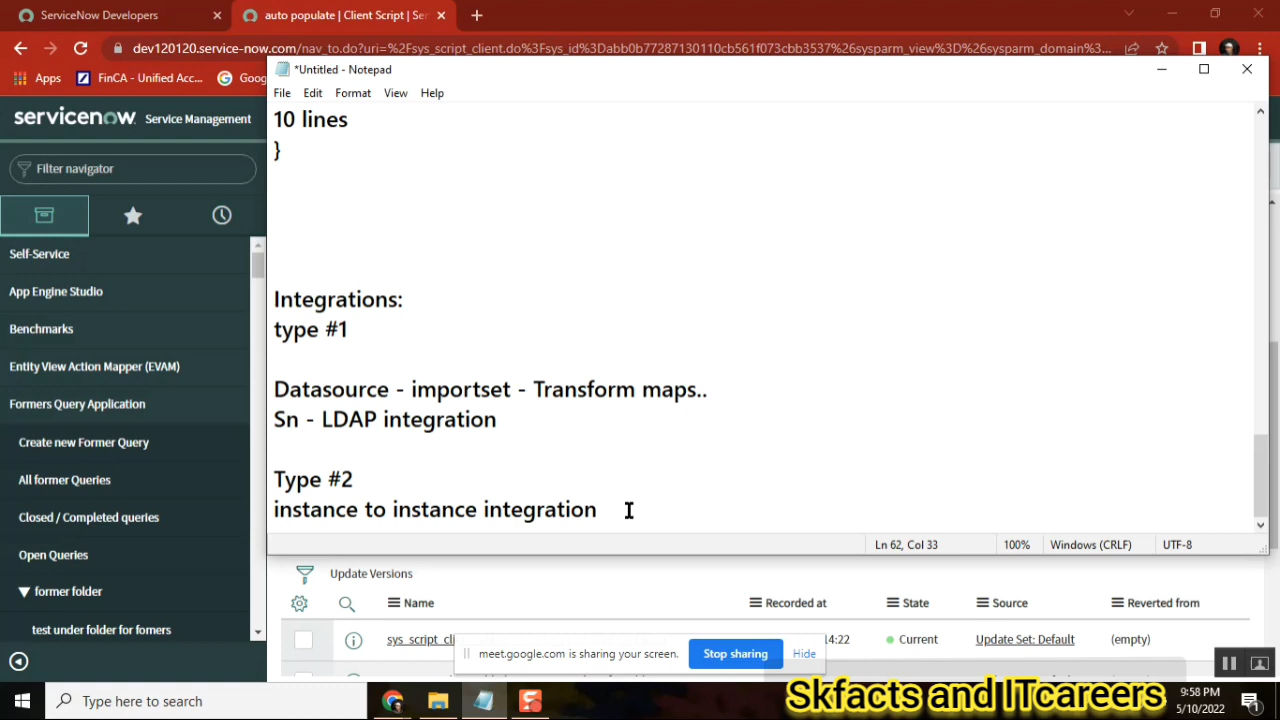 ServiceNow Developers
auto populate | Client Script | Ser
dev120120.service-now.com/nav_to.do?uri=%2Fsys_script_client.do%3Fsys_id%3Dabb0b77287130110cb561f073cbb3537%26sysparm_view%3D%26sysparm_domain%3...
Apps
FinCA - Unified Acc...
Goog
*Untitled - Notepad
File Edit Format View Help
servicenow. Service Management
Filter navigator
Self-Service
App Engine Studio
Benchmarks
Entity View Action Mapper (EVAM)
Formers Query Application
Create new Former Query
All former Queries
Closed / Completed queries
Open Queries
former folder
test under folder for fomers
10 lines
}
Integrations:
type #1
Datasource - importset - Transform maps..
Sn - LDAP integration
Type #2
instance to instance integration
Ln 62, Col 33
100%
Windows (CRLF)
UTF-8
Update Versions
Name
Recorded at
State
Source
Reverted from
sys_script_cli
14:22
Current
Update Set: Default
(empty)
meet.google.com is sharing your screen.
Stop sharing
Hide
Type here to search
Skfacts and ITcareers
9:58 PM
5/10/2022
1